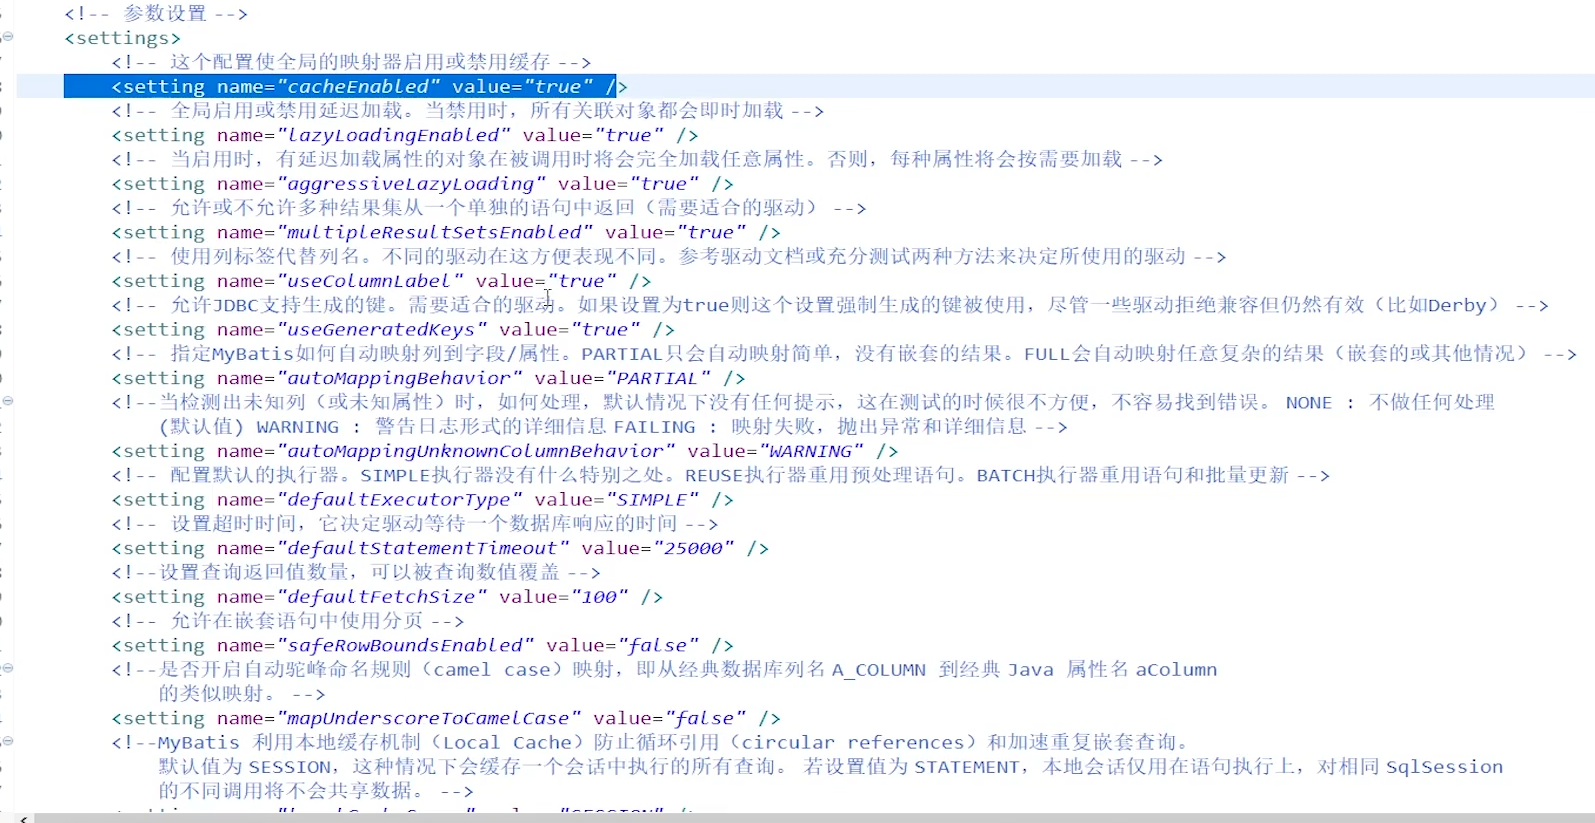 <!-- 参数设置 -->
<settings>
<!-- 这个配置使全局的映射器启用或禁用缓存 -->
<setting name="cacheEnabled" value="true" />
<!-- 全局启用或禁用延迟加载。当禁用时，所有关联对象都会即时加载 -->
<setting name="lazyLoadingEnabled" value="true" />
<!-- 当启用时，有延迟加载属性的对象在被调用时将会完全加载任意属性。否则，每种属性将会按需要加载 -->
<setting name="aggressiveLazyLoading" value="true" />
<!-- 允许或不允许多种结果集从一个单独的语句中返回（需要适合的驱动） -->
<setting name="multipleResultSetsEnabled" value="true" />
<!-- 使用列标签代替列名。不同的驱动在这方便表现不同。参考驱动文档或充分测试两种方法来决定所使用的驱动 -->
<setting name="useColumnLabel" value="true" />
<!-- 允许JDBC支持生成的键。需要适合的驱动。如果设置为true则这个设置强制生成的键被使用，尽管一些驱动拒绝兼容但仍然有效（比如Derby） -->
<setting name="useGeneratedKeys" value="true" />
<!-- 指定MyBatis如何自动映射列到字段/属性。PARTIAL只会自动映射简单，没有嵌套的结果。FULL会自动映射任意复杂的结果（嵌套的或其他情况） -->
<setting name="autoMappingBehavior" value="PARTIAL" />
<!--当检测出未知列（或未知属性）时，如何处理，默认情况下没有任何提示，这在测试的时候很不方便，不容易找到错误。 NONE : 不做任何处理
(默认值) WARNING : 警告日志形式的详细信息 FAILING : 映射失败，抛出异常和详细信息 -->
<setting name="autoMappingUnknownColumnBehavior" value="WARNING" />
<!-- 配置默认的执行器。SIMPLE执行器没有什么特别之处。REUSE执行器重用预处理语句。BATCH执行器重用语句和批量更新 -->
<setting name="defaultExecutorType" value="SIMPLE" />
<!-- 设置超时时间，它决定驱动等待一个数据库响应的时间 -->
<setting name="defaultStatementTimeout" value="25000" />
<!--设置查询返回值数量，可以被查询数值覆盖 -->
<setting name="defaultFetchSize" value="100" />
<!-- 允许在嵌套语句中使用分页 -->
<setting name="safeRowBoundsEnabled" value="false" />
<!--是否开启自动驼峰命名规则（camel case）映射，即从经典数据库列名 A_COLUMN 到经典 Java 属性名 aColumn
的类似映射。 -->
<setting name="mapUnderscoreToCamelCase" value="false" />
<!--MyBatis 利用本地缓存机制（Local Cache）防止循环引用（circular references）和加速重复嵌套查询。
默认值为 SESSION，这种情况下会缓存一个会话中执行的所有查询。 若设置值为 STATEMENT，本地会话仅用在语句执行上，对相同 SqlSession
的不同调用将不会共享数据。 -->